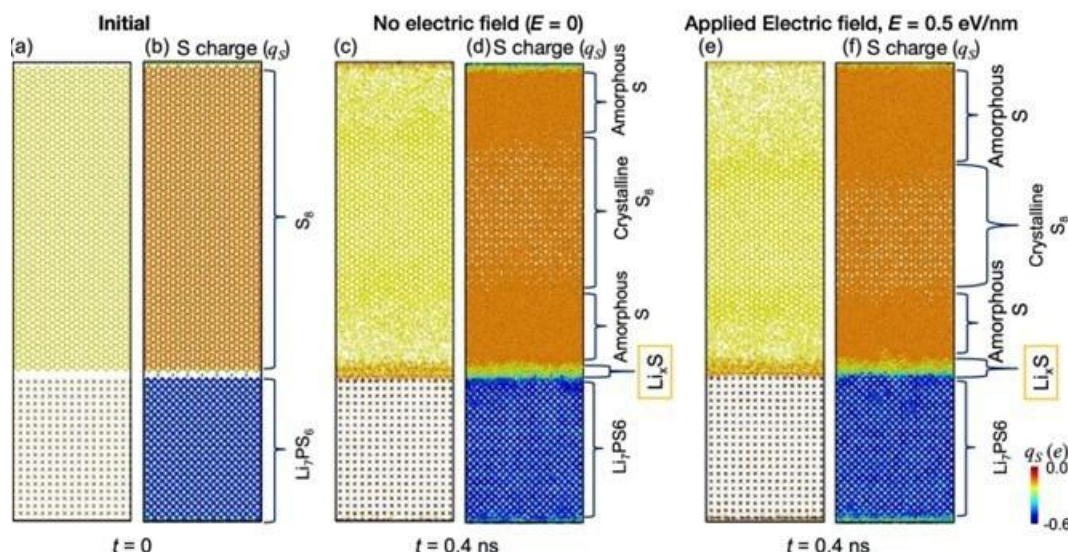 Initial
No electric field (E = 0)
Applied Electric field, E = 0.5 eV/nm
(a)
(b) S charge (qS)
(c)
(d) S charge (qS)
(e)
(f) S charge (qS)
S8
Li7PS6
Amorphous
S
Crystalline
S8
Amorphous
S
LixS
Li7PS6
Amorphous
S
Crystalline
S8
Amorphous
S
LixS
Li7PS6
qS (e)
0.0
-0.6
t = 0
t = 0.4 ns
t = 0.4 ns